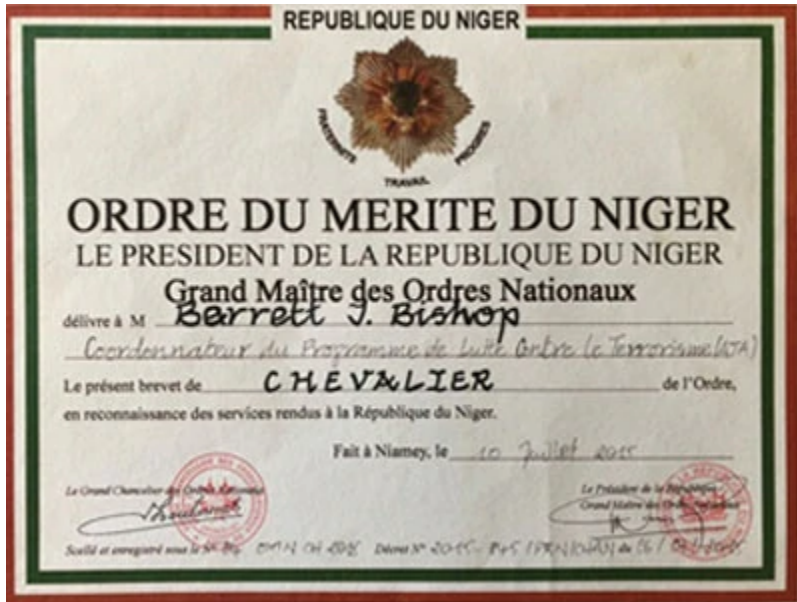 REPUBLIQUE DU NIGER
FRATERNITE
TRAVAIL
PROGRES
ORDRE DU MERITE DU NIGER
LE PRESIDENT DE LA REPUBLIQUE DU NIGER
Grand Maître des Ordres Nationaux
délivre à M Barrett J. Bishop
Coordonnateur du Programme de Lutte Contre le Terrorisme (ATA)
Le présent brevet de CHEVALIER de l'Ordre,
en reconnaissance des services rendus à la République du Niger.
Fait à Niamey, le 10 Juillet 2015
Le Grand Chancelier des Ordres Nationaux
Le Président de la République
Grand Maître des Ordres Nationaux
Scellé et enregistré sous le N° Décret N° 2015- du